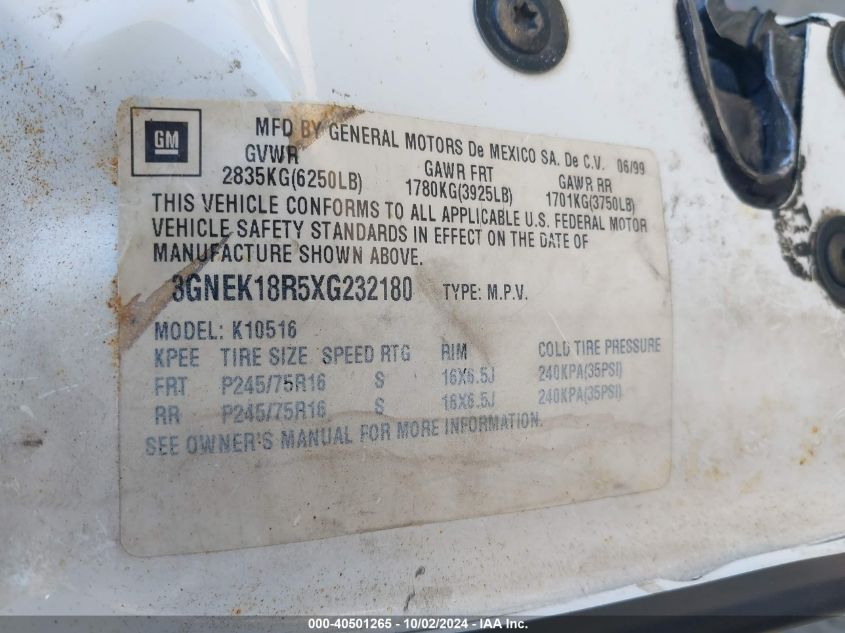 GM
MFD BY GENERAL MOTORS De MEXICO SA. De C.V. 06/99
GVWR GAWR FRT GAWR RR
2835KG(6250LB) 1780KG(3925LB) 1701KG(3750LB)
THIS VEHICLE CONFORMS TO ALL APPLICABLE U.S. FEDERAL MOTOR
VEHICLE SAFETY STANDARDS IN EFFECT ON THE DATE OF
MANUFACTURE SHOWN ABOVE.
3GNEK18R5XG232180 TYPE: M.P.V.
MODEL: K10516
KPEE TIRE SIZE SPEED RTG RIM COLD TIRE PRESSURE
FRT P245/75R16 S 16X6.5J 240KPA(35PSI)
RR P245/75R16 S 16X6.5J 240KPA(35PSI)
SEE OWNER'S MANUAL FOR MORE INFORMATION.
000-40501265 - 10/02/2024 - IAAI.com